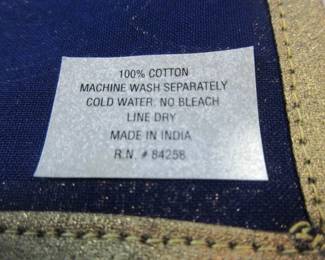 100% COTTON
MACHINE WASH SEPARATELY
COLD WATER. NO BLEACH
LINE DRY
MADE IN INDIA
R.N. # 84258